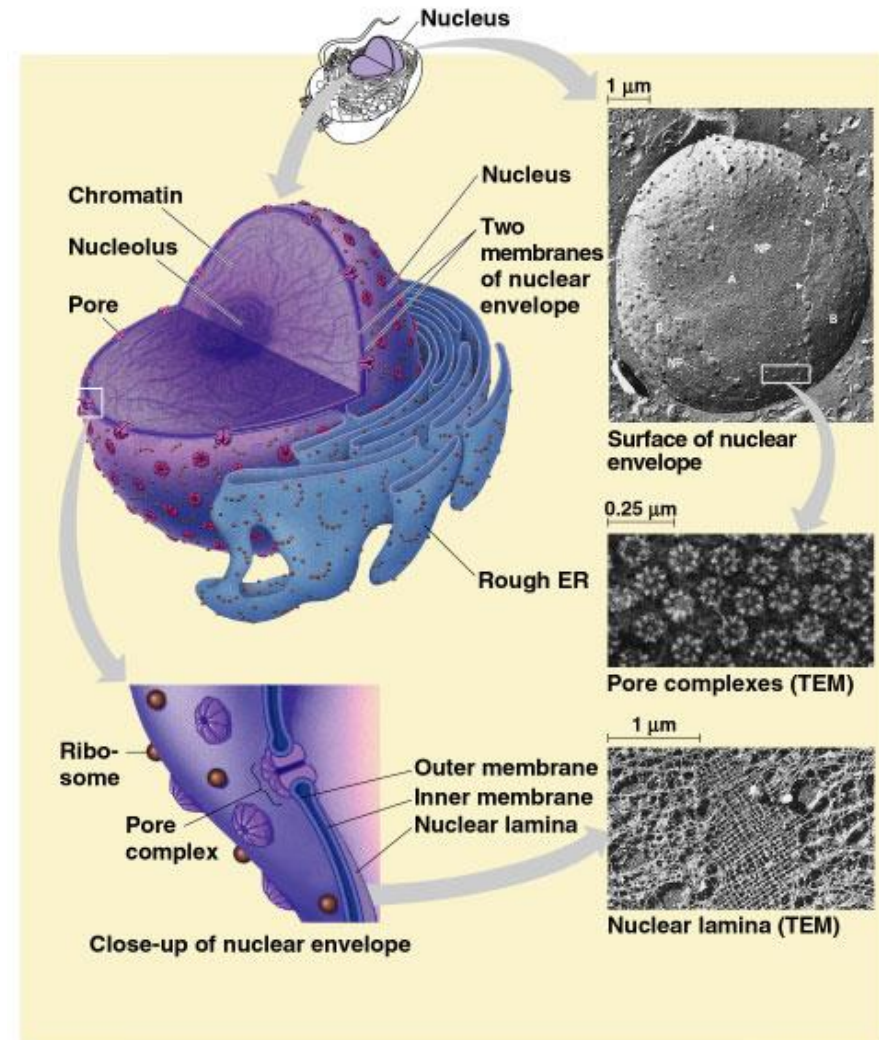 Nucleus
1 μm
Chromatin
Nucleolus
Pore
Nucleus
Two
membranes
of nuclear
envelope
NP
A
B
NP
Surface of nuclear
envelope
0.25 μm
Rough ER
Pore complexes (TEM)
1 μm
Ribo-
some
Pore
complex
Outer membrane
Inner membrane
Nuclear lamina
Close-up of nuclear envelope
Nuclear lamina (TEM)